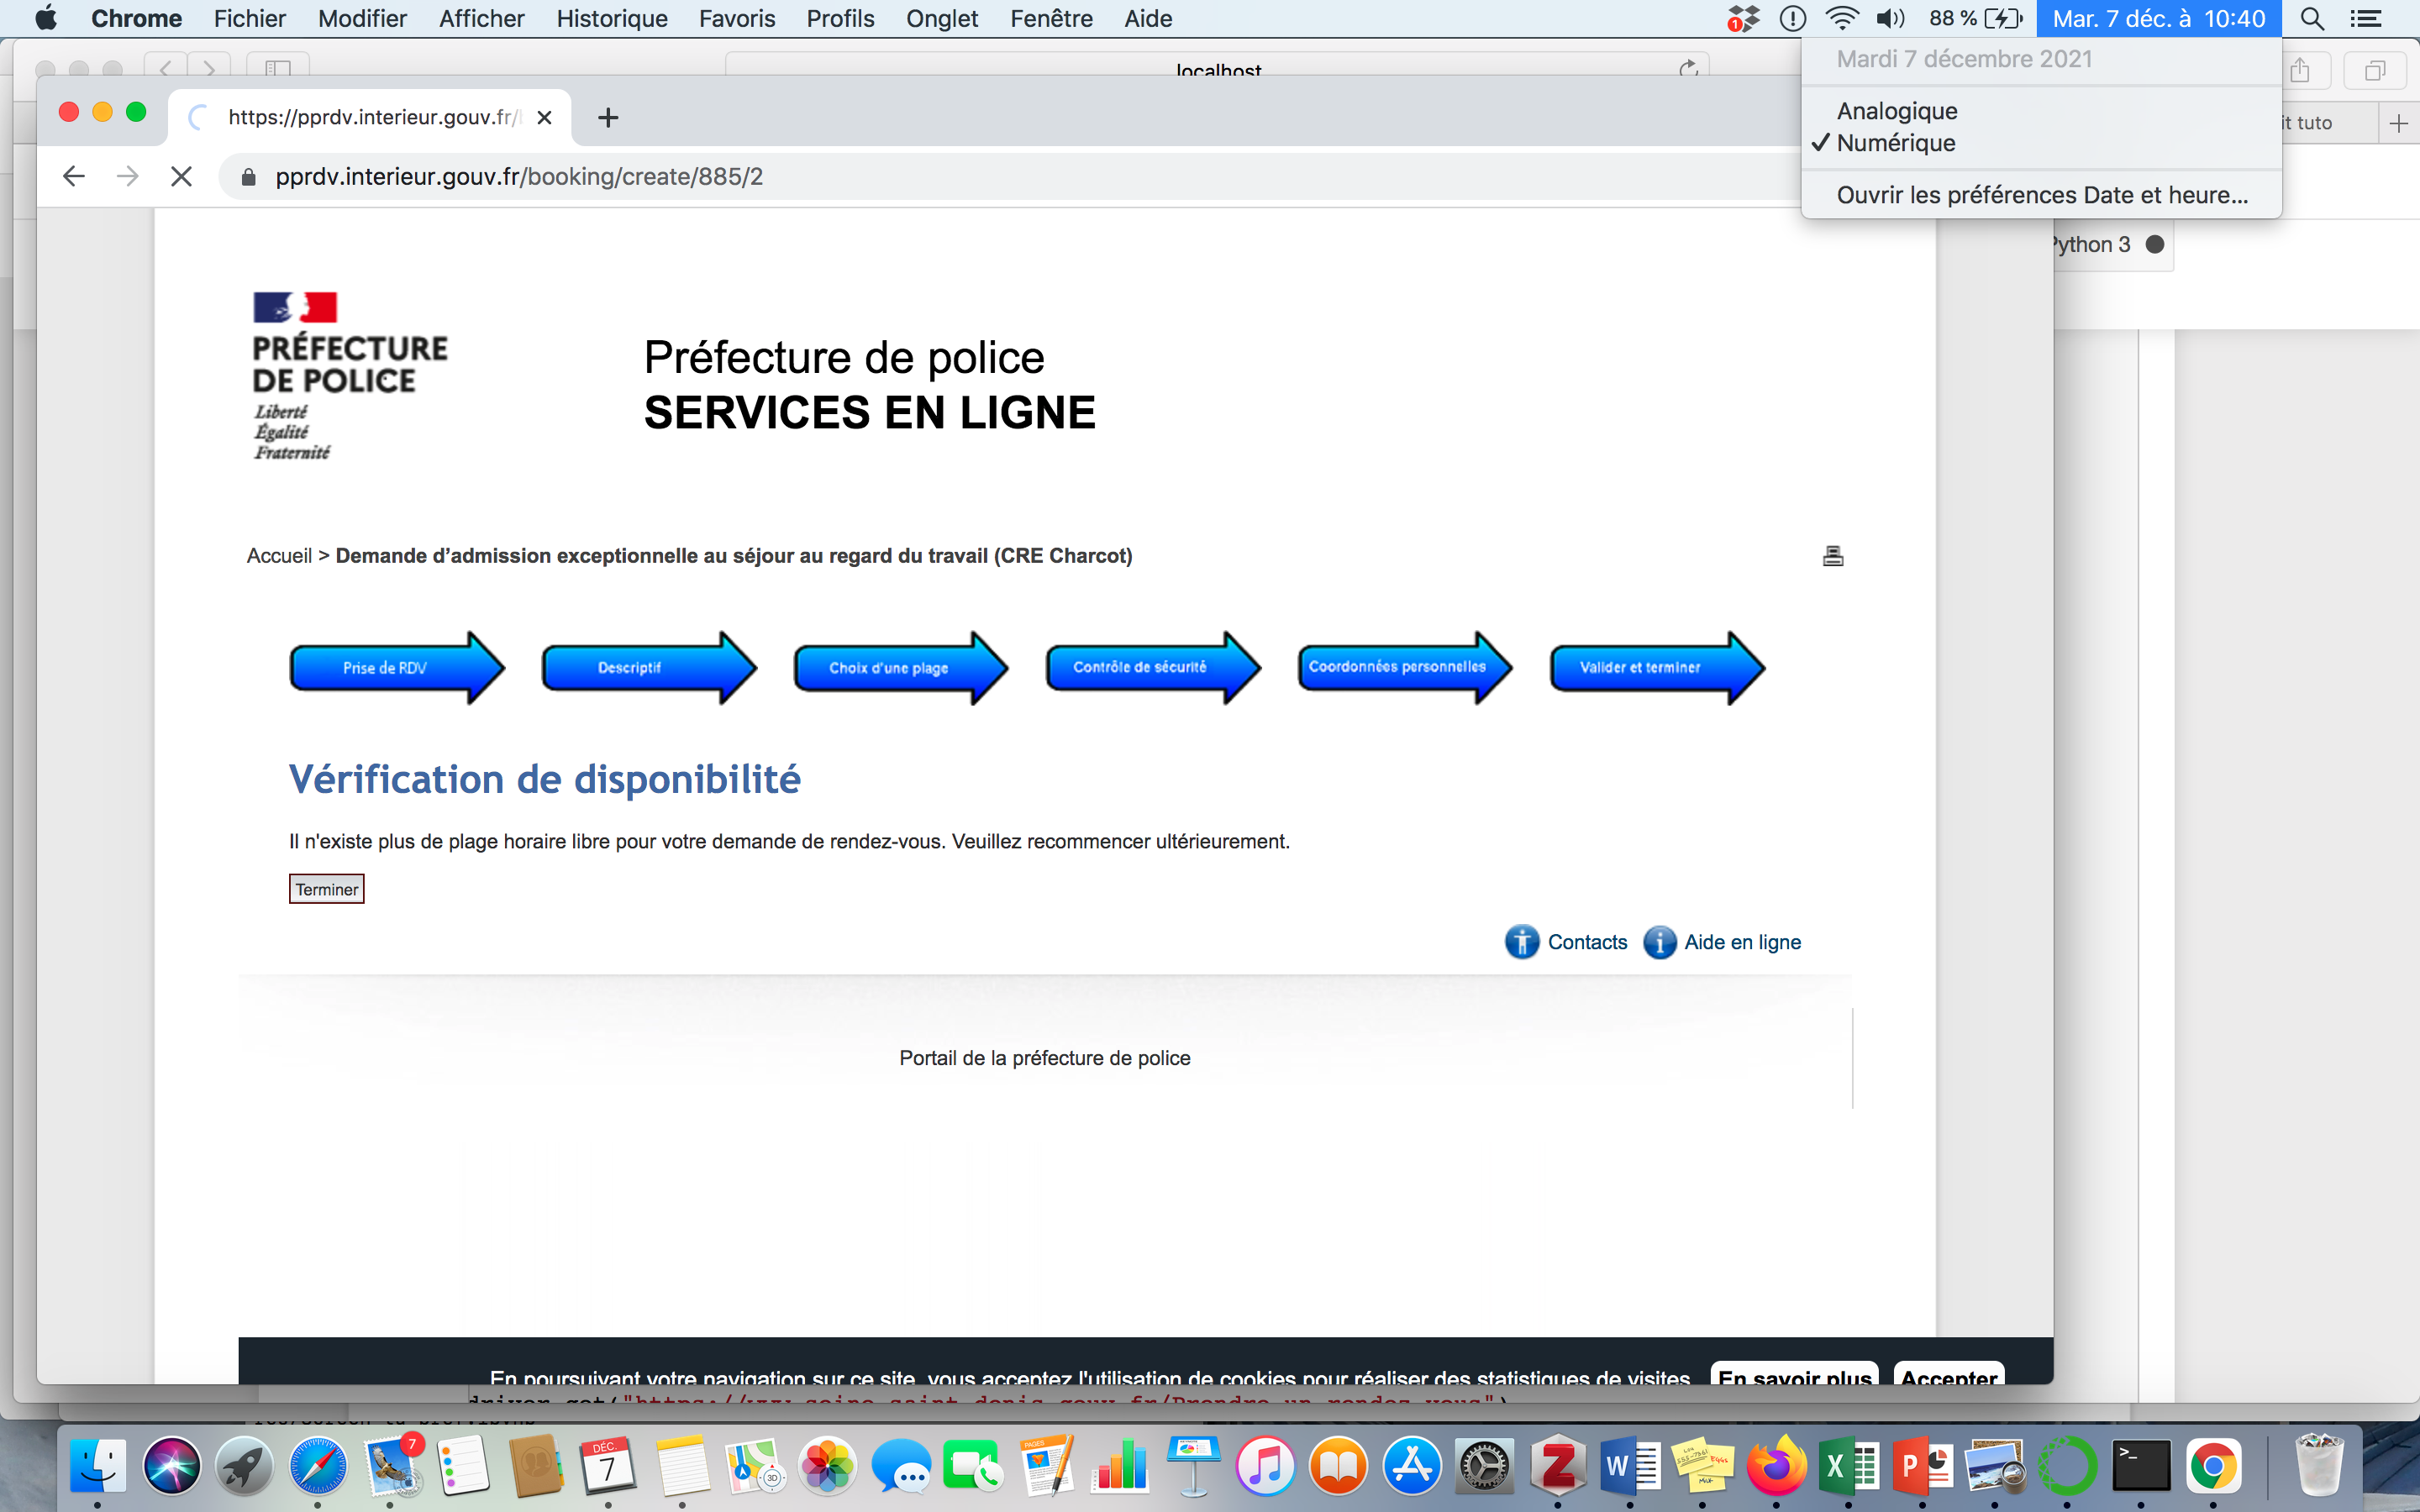 Chrome Fichier Modifier Afficher Historique Favoris Profils Onglet Fenêtre Aide 1 88 % Mar. 7 déc. à 10:40
Mardi 7 décembre 2021
Analogique
✓ Numérique
Ouvrir les préférences Date et heure...
localhost
https://pprdv.interieur.gouv.fr/
it tuto
pprdv.interieur.gouv.fr/booking/create/885/2
Python 3
PRÉFECTURE
DE POLICE
Liberté
Égalité
Fraternité
Préfecture de police
SERVICES EN LIGNE
Accueil > Demande d’admission exceptionnelle au séjour au regard du travail (CRE Charcot)
Prise de RDV Descriptif Choix d'une plage Contrôle de sécurité Coordonnées personnelles Valider et terminer
Vérification de disponibilité
Il n'existe plus de plage horaire libre pour votre demande de rendez-vous. Veuillez recommencer ultérieurement.
Terminer
Contacts Aide en ligne
Portail de la préfecture de police
En poursuivant votre navigation sur ce site, vous acceptez l'utilisation de cookies pour réaliser des statistiques de visites En savoir plus Accepter
driver.get("https://www.seine-saint-denis.gouv.fr/Prendre-un-rendez-vous")
7
DÉC.
7
3D
PAGES
Z
W
X
P
>_